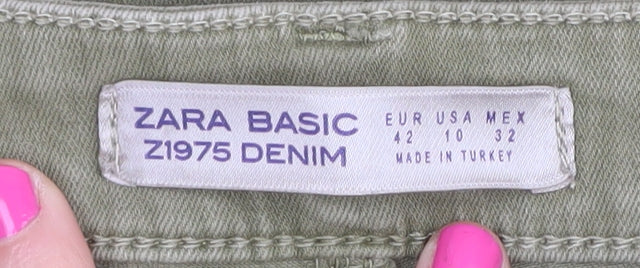 ZARA BASIC
Z1975 DENIM
EUR USA MEX
42 10 32
MADE IN TURKEY